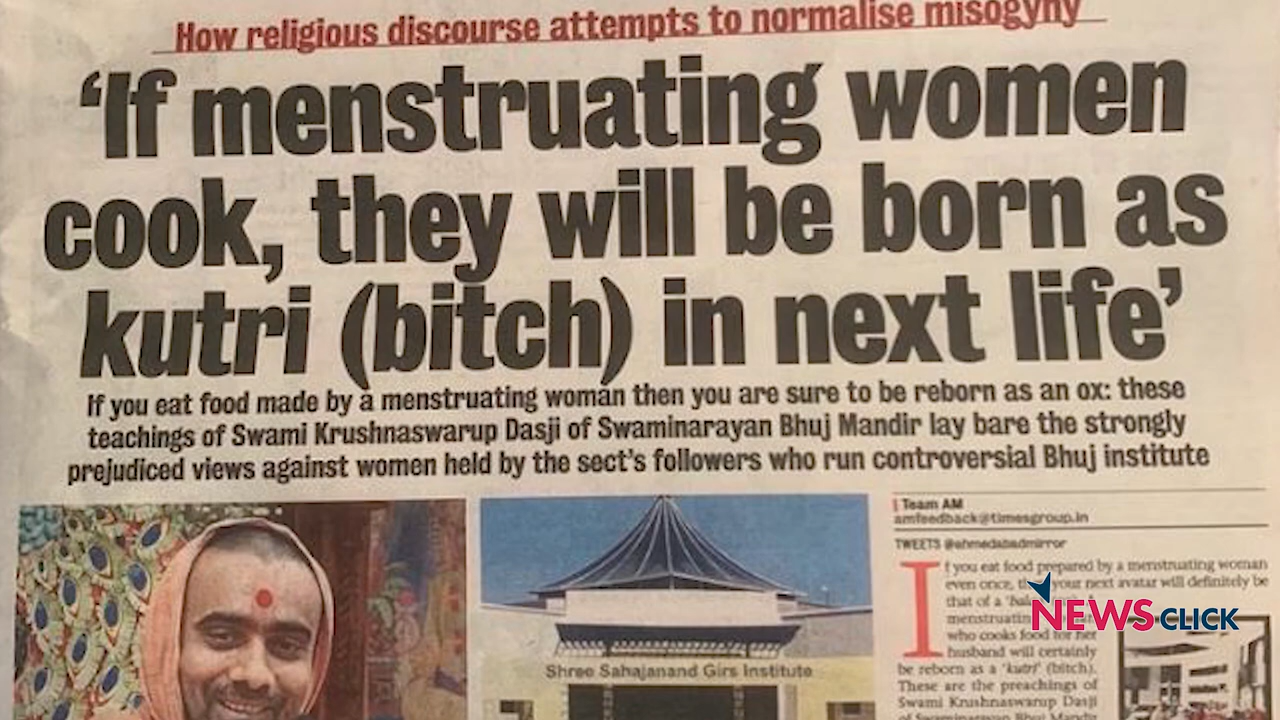 How religious discourse attempts to normalise misogyny
‘If menstruating women
cook, they will be born as
kutri (bitch) in next life’
If you eat food made by a menstruating woman then you are sure to be reborn as an ox: these
teachings of Swami Krushnaswarup Dasji of Swaminarayan Bhuj Mandir lay bare the strongly
prejudiced views against women held by the sect's followers who run controversial Bhuj institute
Shree Sahajanand Girs Institute
Team AM
amfeedback@timesgroup.in
TWEETS @ahmedabadmirror
If you eat food prepared by a menstruating woman
even once, your next avatar will definitely be
that of a
menstruating
who cooks food for her
husband will certainly
be reborn as a 'kutri' (bitch).
These are the preachings of
Swami Krushnaswarup Dasji
of Swaminarayan Bhuj Mandir
NEWSCLICK